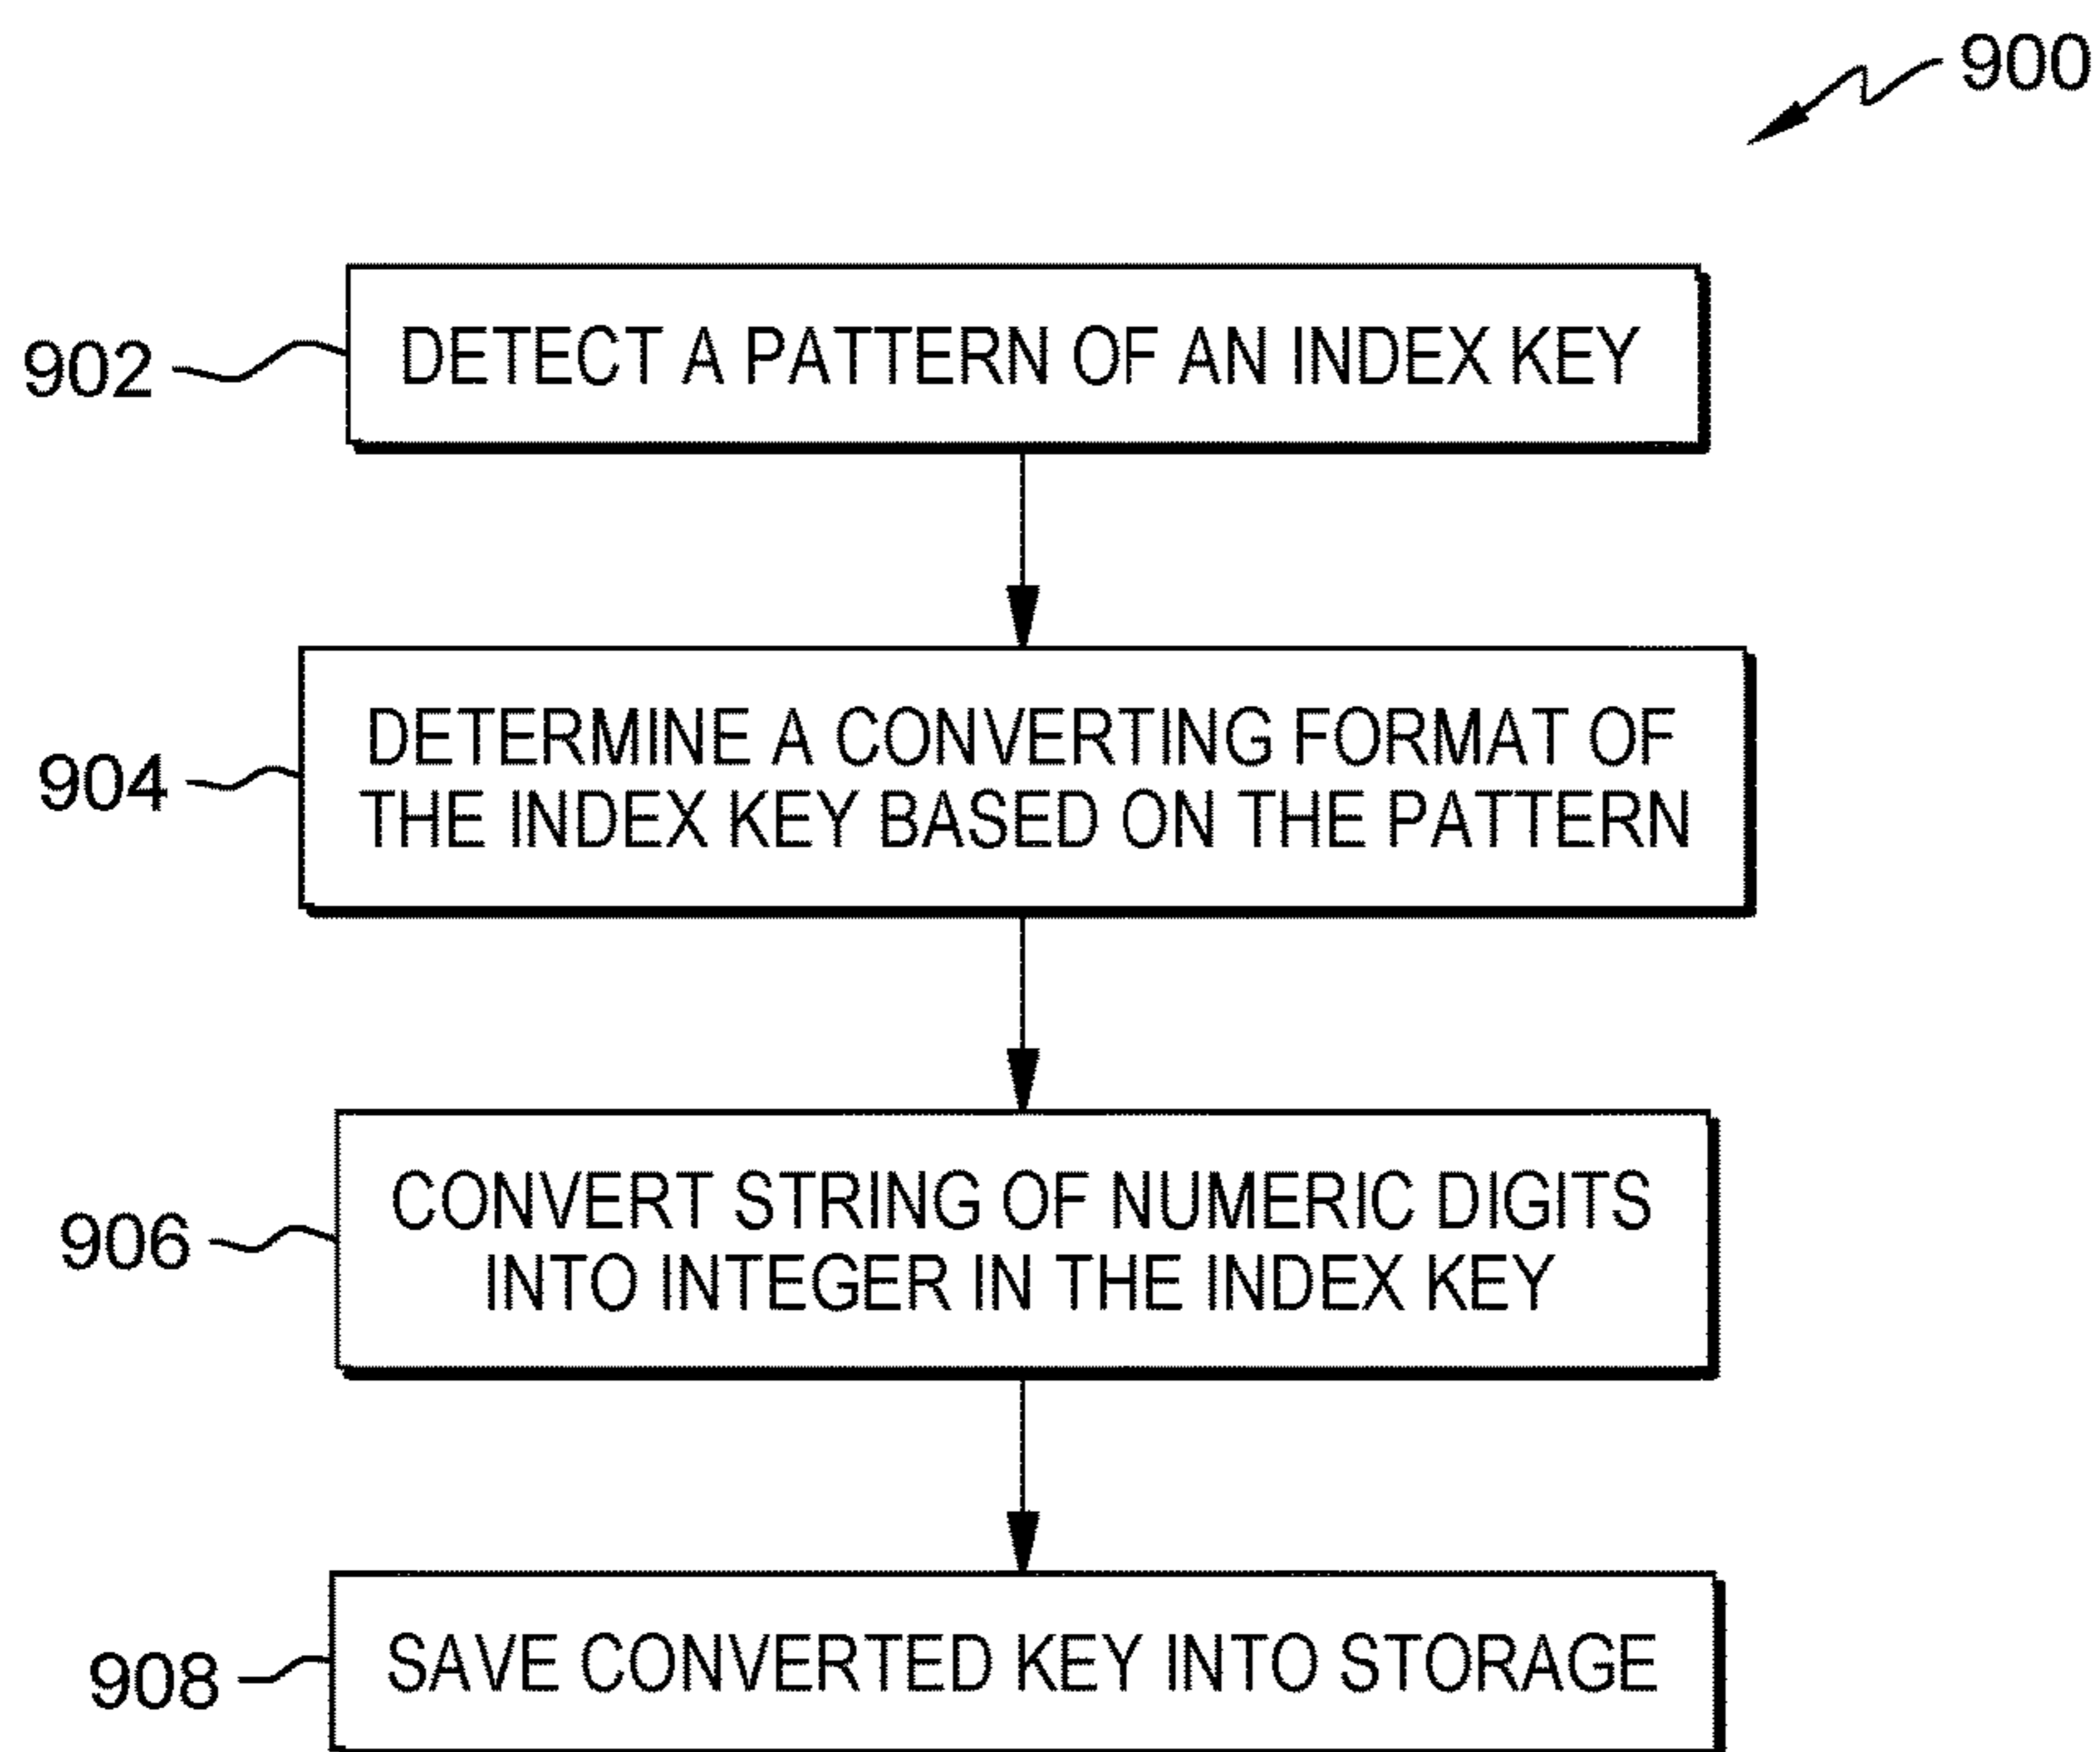 900
902
DETECT A PATTERN OF AN INDEX KEY
904
DETERMINE A CONVERTING FORMAT OF
THE INDEX KEY BASED ON THE PATTERN
906
CONVERT STRING OF NUMERIC DIGITS
INTO INTEGER IN THE INDEX KEY
908
SAVE CONVERTED KEY INTO STORAGE